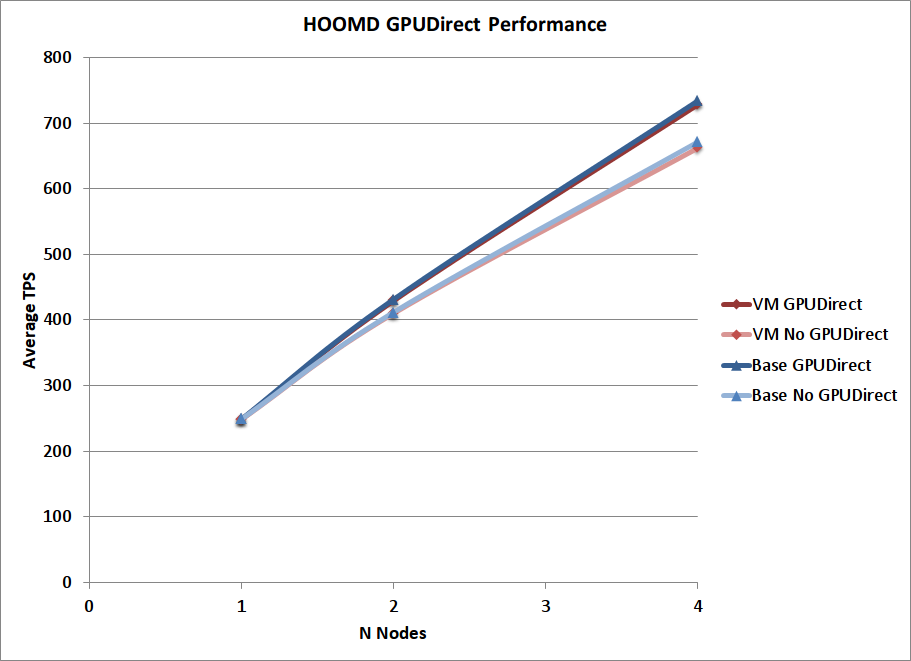 HOOMD GPUDirect Performance
800
700
600
500
400
300
200
100
0
Average TPS
0 1 2 3 4
N Nodes
VM GPUDirect
VM No GPUDirect
Base GPUDirect
Base No GPUDirect